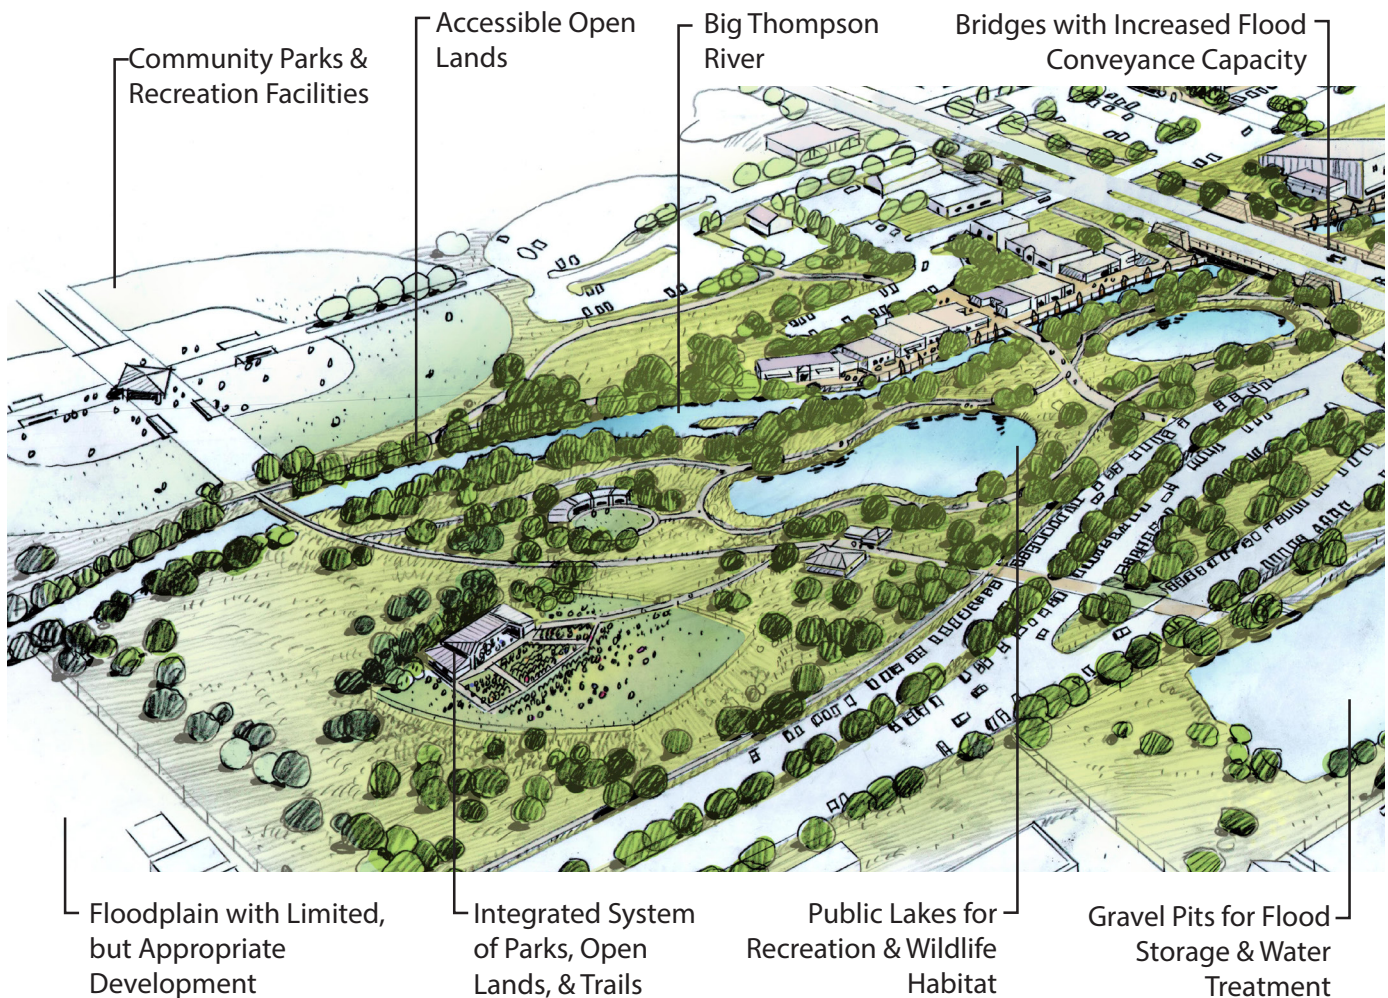 Accessible Open
Lands
Big Thompson
River
Bridges with Increased Flood
Conveyance Capacity
Community Parks &
Recreation Facilities
Floodplain with Limited,
but Appropriate
Development
Integrated System
of Parks, Open
Lands, & Trails
Public Lakes for
Recreation & Wildlife
Habitat
Gravel Pits for Flood
Storage & Water
Treatment